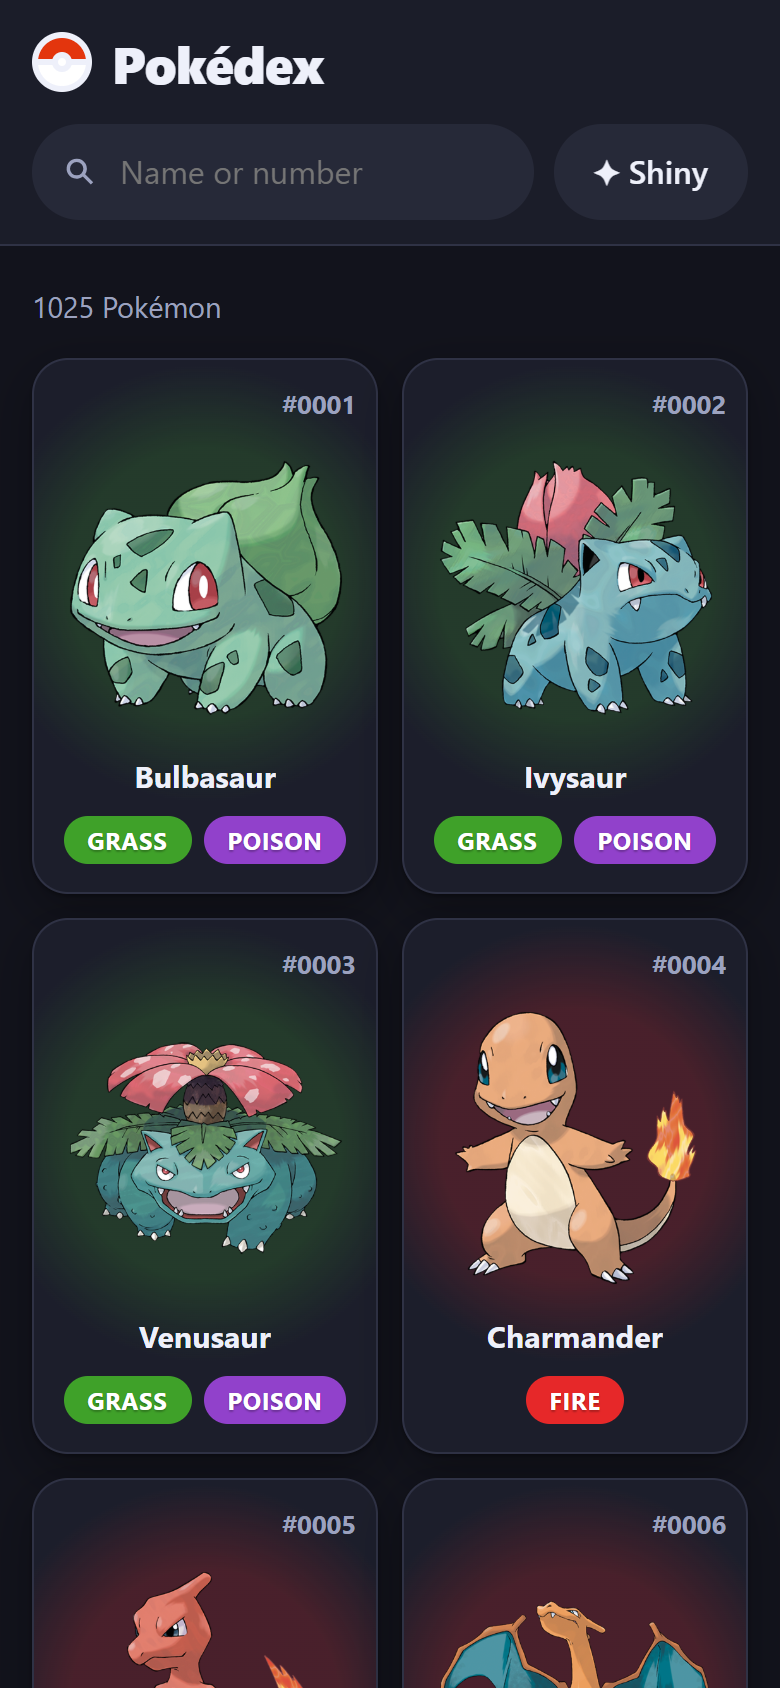 Pokédex
Name or number
✦ Shiny
1025 Pokémon
#0001
#0002
Bulbasaur
Ivysaur
GRASS POISON
GRASS POISON
#0003
#0004
Venusaur
Charmander
GRASS POISON
FIRE
#0005
#0006